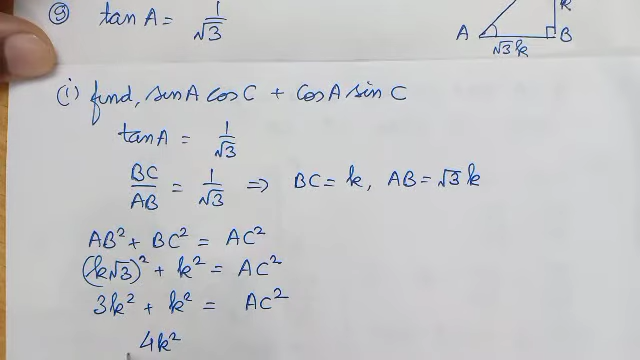 ⑨ tan A = 1/√3
k
A √3k B
(i) find, sin A cos C + cos A sin C
tan A = 1/√3
BC/AB = 1/√3 ⇒ BC = k, AB = √3 k
AB² + BC² = AC²
(k√3)² + k² = AC²
3k² + k² = AC²
4k²